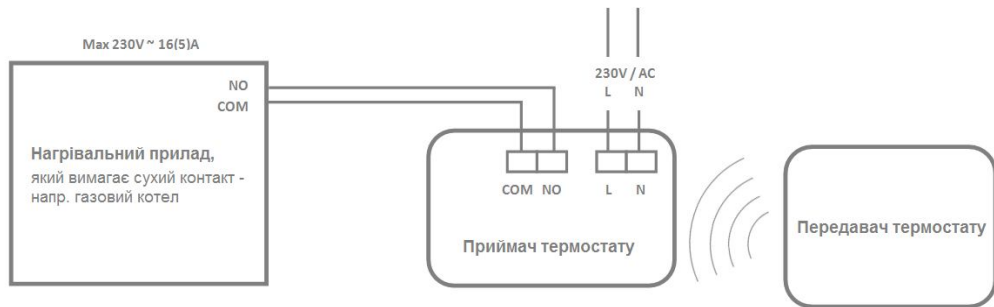 Max 230V ~ 16(5)A
NO
COM
Нагрівальний прилад,
який вимагає сухий контакт -
напр. газовий котел
230V / AC
L N
COM NO L N
Приймач термостату
Передавач термостату